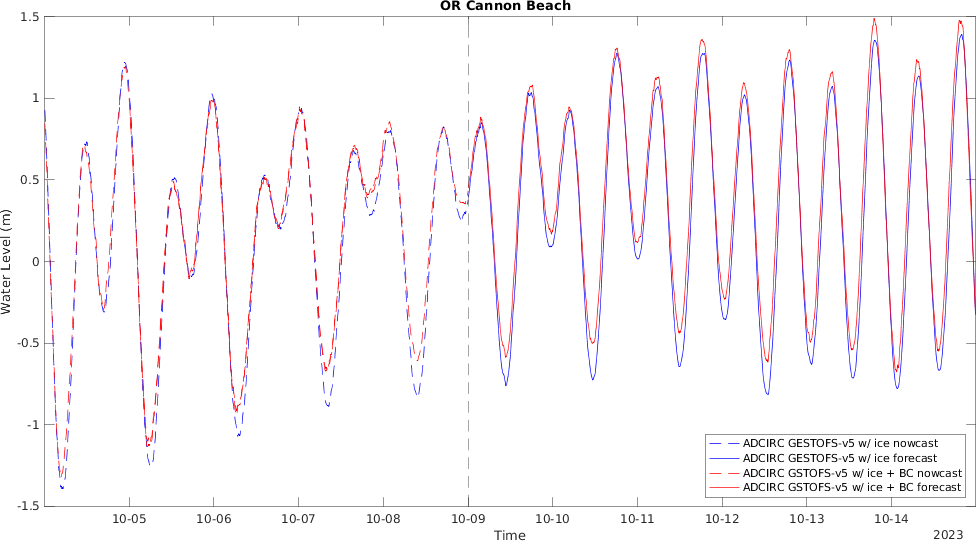 OR Cannon Beach
1.5
1
0.5
0
-0.5
-1
-1.5
Water Level (m)
10-05 10-06 10-07 10-08 10-09 10-10 10-11 10-12 10-13 10-14
Time
2023
ADCIRC GESTOFS-v5 w/ ice nowcast
ADCIRC GESTOFS-v5 w/ ice forecast
ADCIRC GSTOFS-v5 w/ ice + BC nowcast
ADCIRC GSTOFS-v5 w/ ice + BC forecast